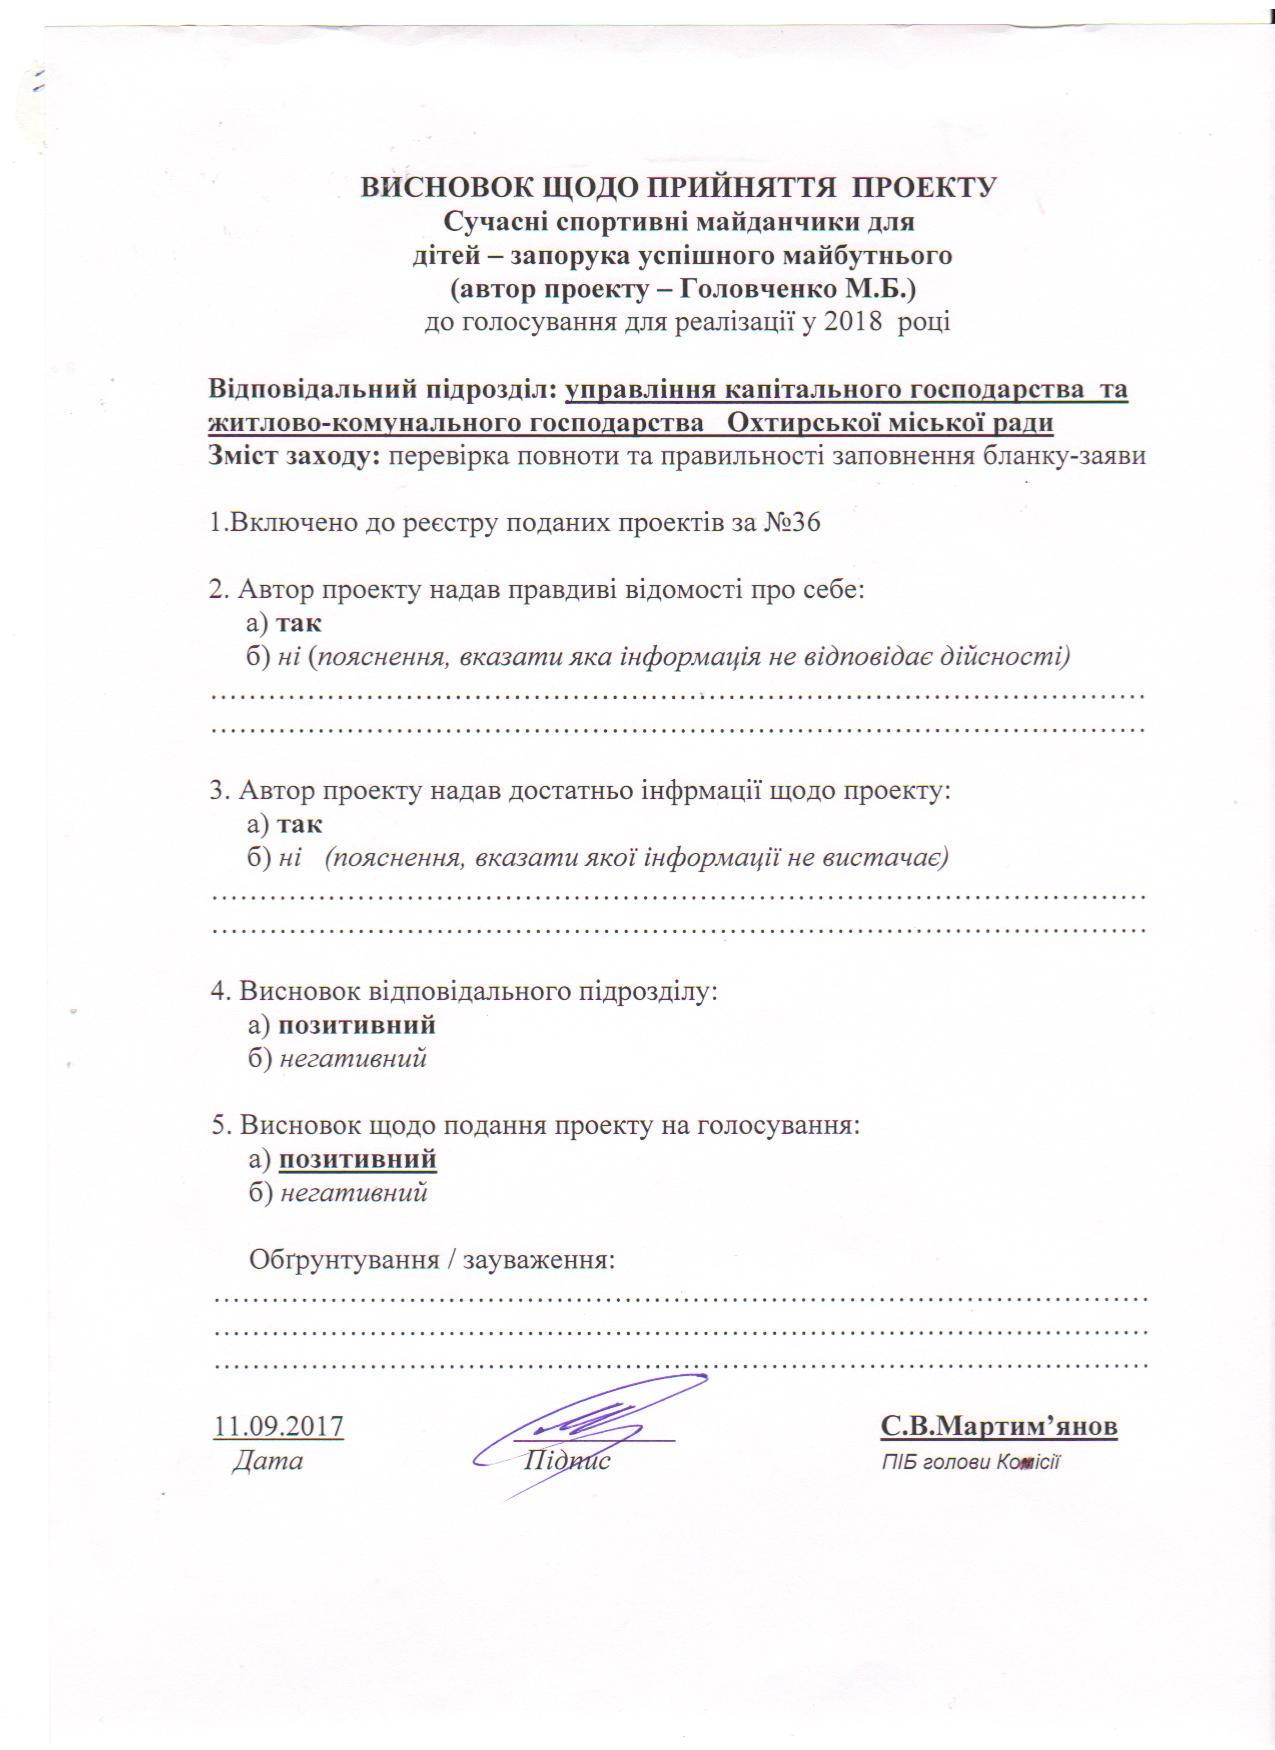 ВИСНОВОК ЩОДО ПРИЙНЯТТЯ ПРОЕКТУ
Сучасні спортивні майданчики для
дітей – запорука успішного майбутнього
(автор проекту – Головченко М.Б.)
до голосування для реалізації у 2018 році
Відповідальний підрозділ: управління капітального господарства та
житлово-комунального господарства Охтирської міської ради
Зміст заходу: перевірка повноти та правильності заповнення бланку-заяви
1.Включено до реєстру поданих проектів за №36
2. Автор проекту надав правдиві відомості про себе:
а) так
б) ні (пояснення, вказати яка інформація не відповідає дійсності)
………………………………………………………………………………………
………………………………………………………………………………………
3. Автор проекту надав достатньо інфрмації щодо проекту:
а) так
б) ні (пояснення, вказати якої інформації не вистачає)
………………………………………………………………………………………
………………………………………………………………………………………
4. Висновок відповідального підрозділу:
а) позитивний
б) негативний
5. Висновок щодо подання проекту на голосування:
а) позитивний
б) негативний
Обґрунтування / зауваження:
………………………………………………………………………………………
………………………………………………………………………………………
………………………………………………………………………………………
11.09.2017 ____________ С.В.Мартим’янов
Дата Підпис ПІБ голови Комісії